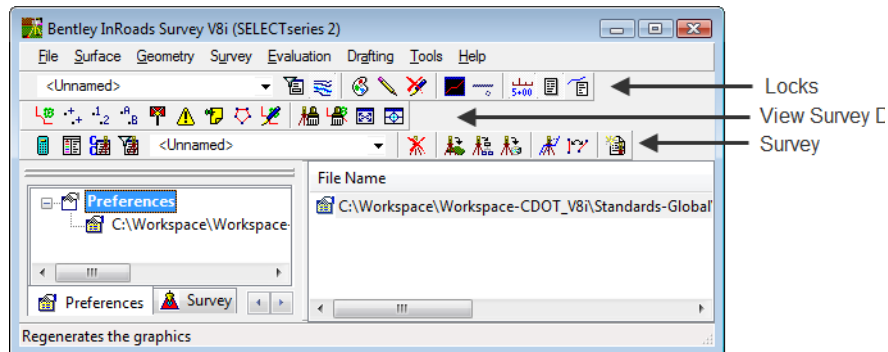 Bentley InRoads Survey V8i (SELECTseries 2)
File Surface Geometry Survey Evaluation Drafting Tools Help
<Unnamed>
5+00
Locks
View Survey D
<Unnamed>
Survey
File Name
Preferences
C:\Workspace\Workspace-CDOT_V8i\Standards-Global\
C:\Workspace\Workspace-
Preferences
Survey
Regenerates the graphics